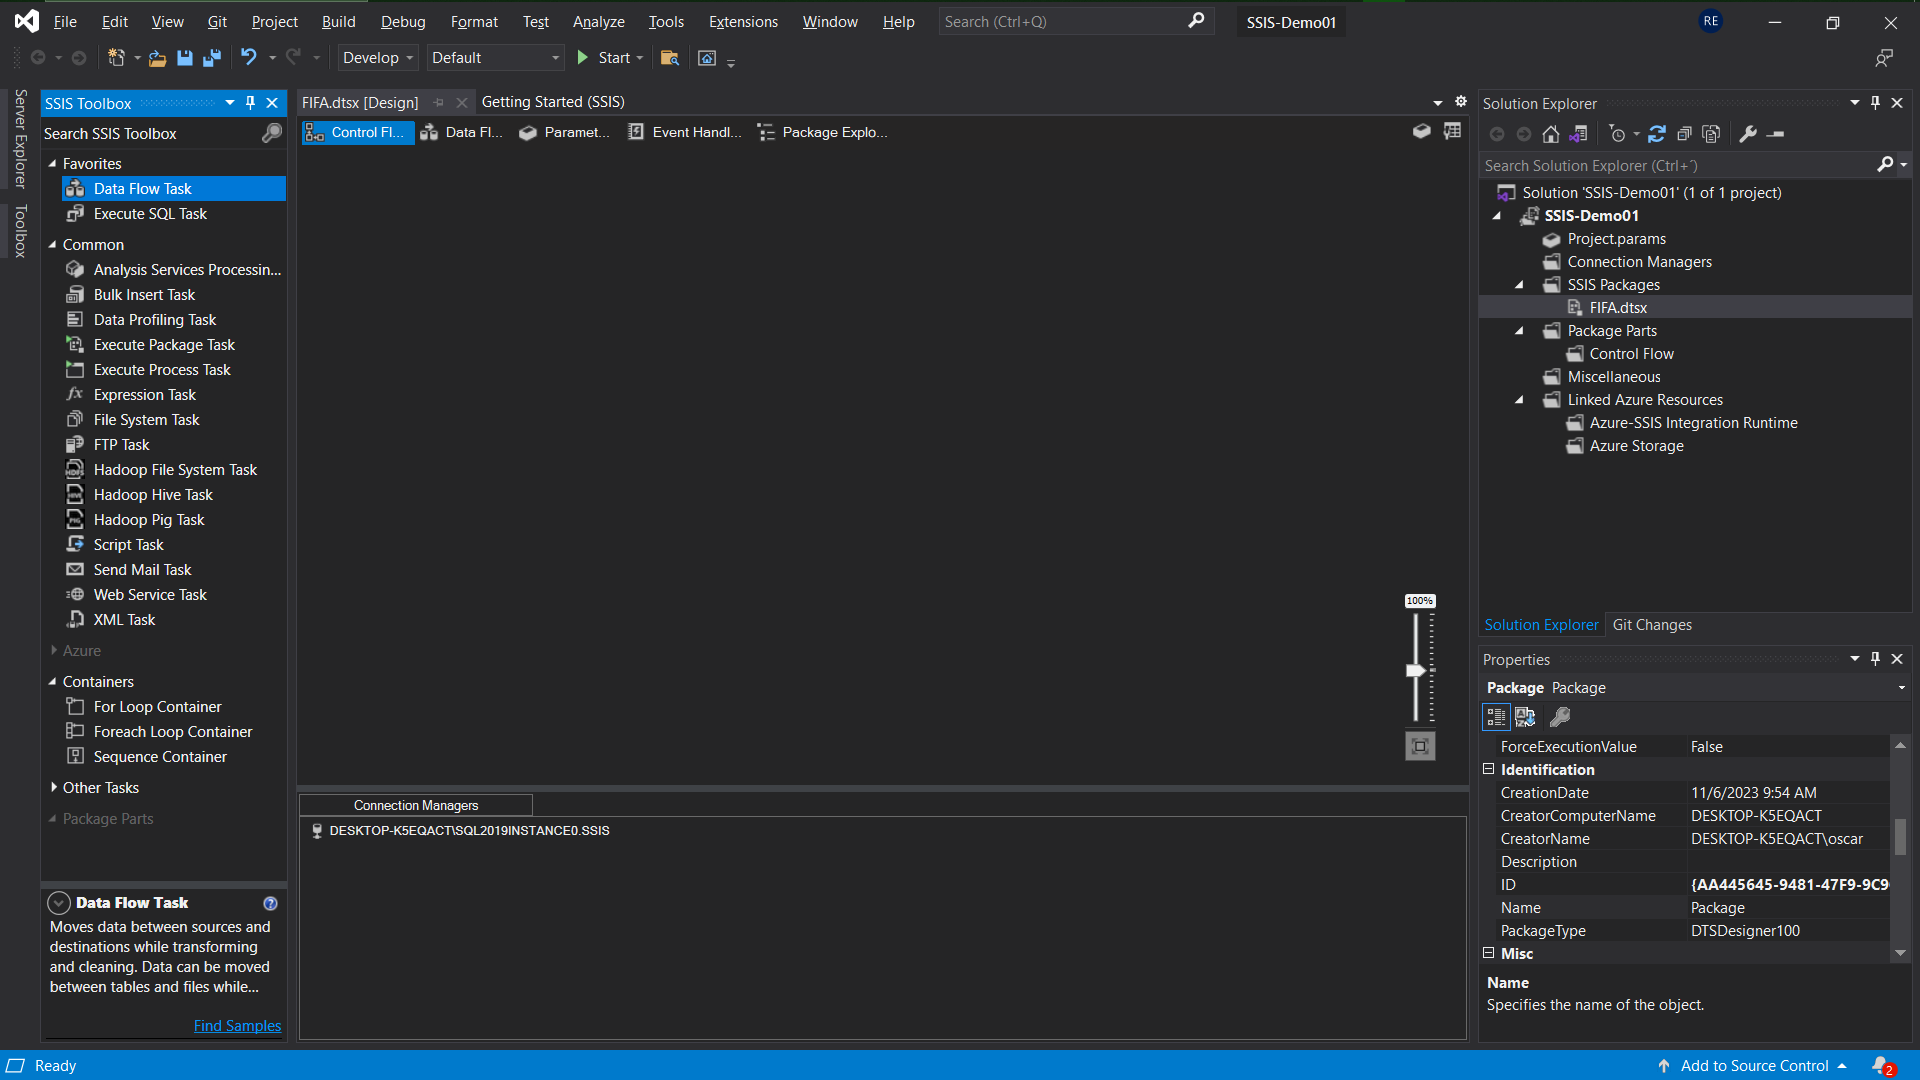 File Edit View Git Project Build Debug Format Test Analyze Tools Extensions Window Help Search (Ctrl+Q) SSIS-Demo01 RE
Develop Default Start
Server Explorer
Toolbox
SSIS Toolbox
Search SSIS Toolbox
Favorites
Data Flow Task
Execute SQL Task
Common
Analysis Services Processin...
Bulk Insert Task
Data Profiling Task
Execute Package Task
Execute Process Task
Expression Task
File System Task
FTP Task
Hadoop File System Task
Hadoop Hive Task
Hadoop Pig Task
Script Task
Send Mail Task
Web Service Task
XML Task
Azure
Containers
For Loop Container
Foreach Loop Container
Sequence Container
Other Tasks
Package Parts
Data Flow Task
Moves data between sources and
destinations while transforming
and cleaning. Data can be moved
between tables and files while...
Find Samples
FIFA.dtsx [Design] Getting Started (SSIS)
Control Fl... Data Fl... Paramet... Event Handl... Package Explo...
100%
Connection Managers
DESKTOP-K5EQACT\SQL2019INSTANCE0.SSIS
Solution Explorer
Search Solution Explorer (Ctrl+´)
Solution 'SSIS-Demo01' (1 of 1 project)
SSIS-Demo01
Project.params
Connection Managers
SSIS Packages
FIFA.dtsx
Package Parts
Control Flow
Miscellaneous
Linked Azure Resources
Azure-SSIS Integration Runtime
Azure Storage
Solution Explorer Git Changes
Properties
Package Package
ForceExecutionValue False
Identification
CreationDate 11/6/2023 9:54 AM
CreatorComputerName DESKTOP-K5EQACT
CreatorName DESKTOP-K5EQACT\oscar
Description
ID {AA445645-9481-47F9-9C9
Name Package
PackageType DTSDesigner100
Misc
Name
Specifies the name of the object.
Ready Add to Source Control 2